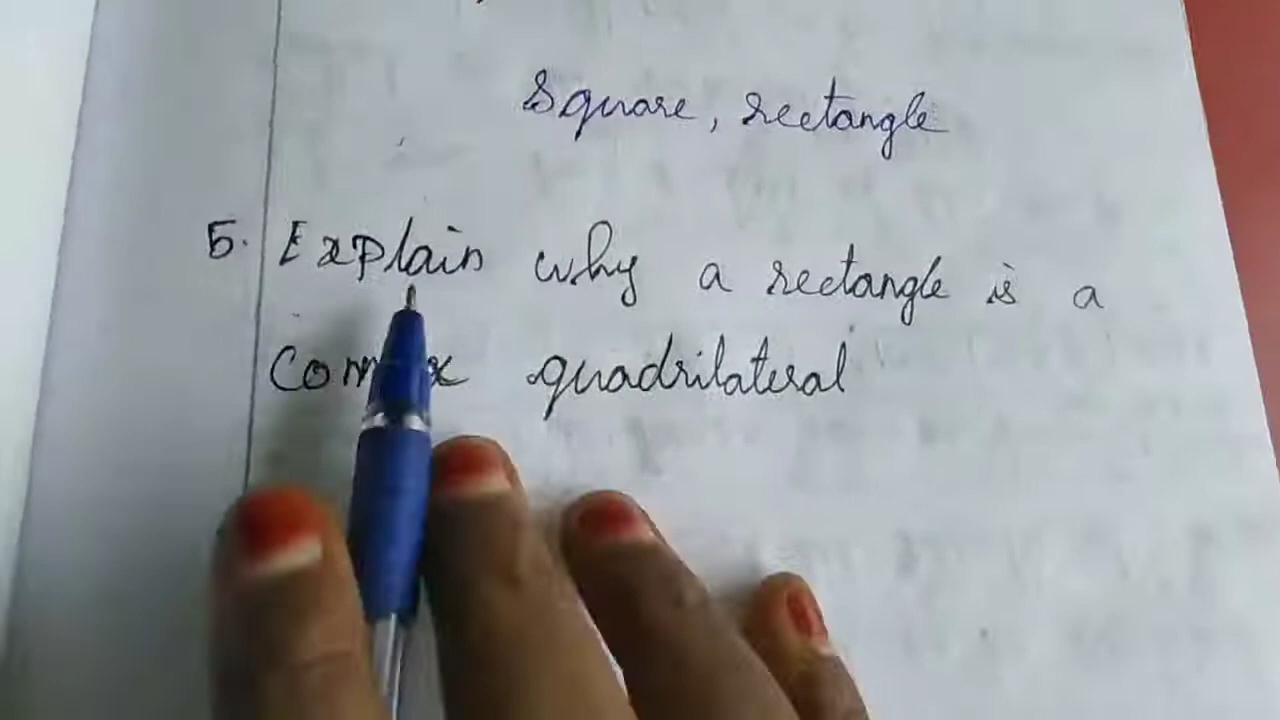 Square, rectangle
5. Explain why a rectangle is a
quadrilateral